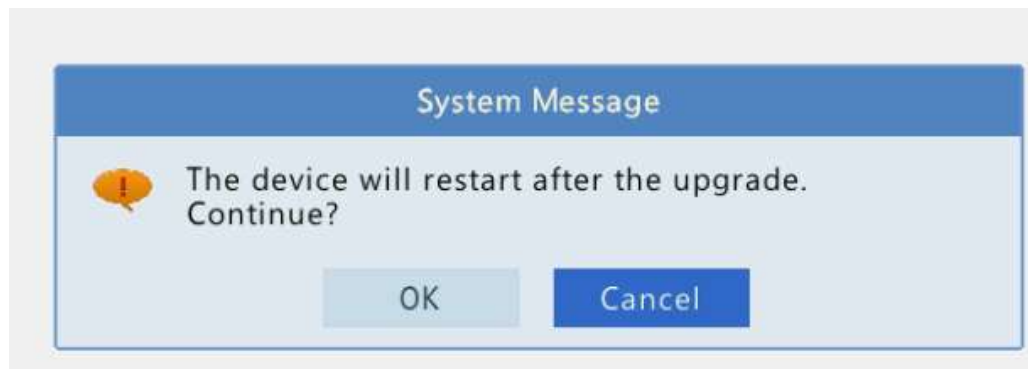 System Message
The device will restart after the upgrade.
Continue?
OK
Cancel